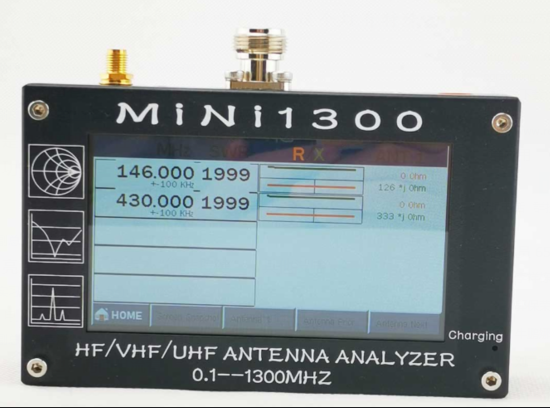 MiNi1300
R X
146.000 1999
+-100 KHz
0 Ohm
126 *j Ohm
430.000 1999
+-100 KHz
0 Ohm
333 *j Ohm
HOME
Charging
HF/VHF/UHF ANTENNA ANALYZER
0.1--1300MHZ